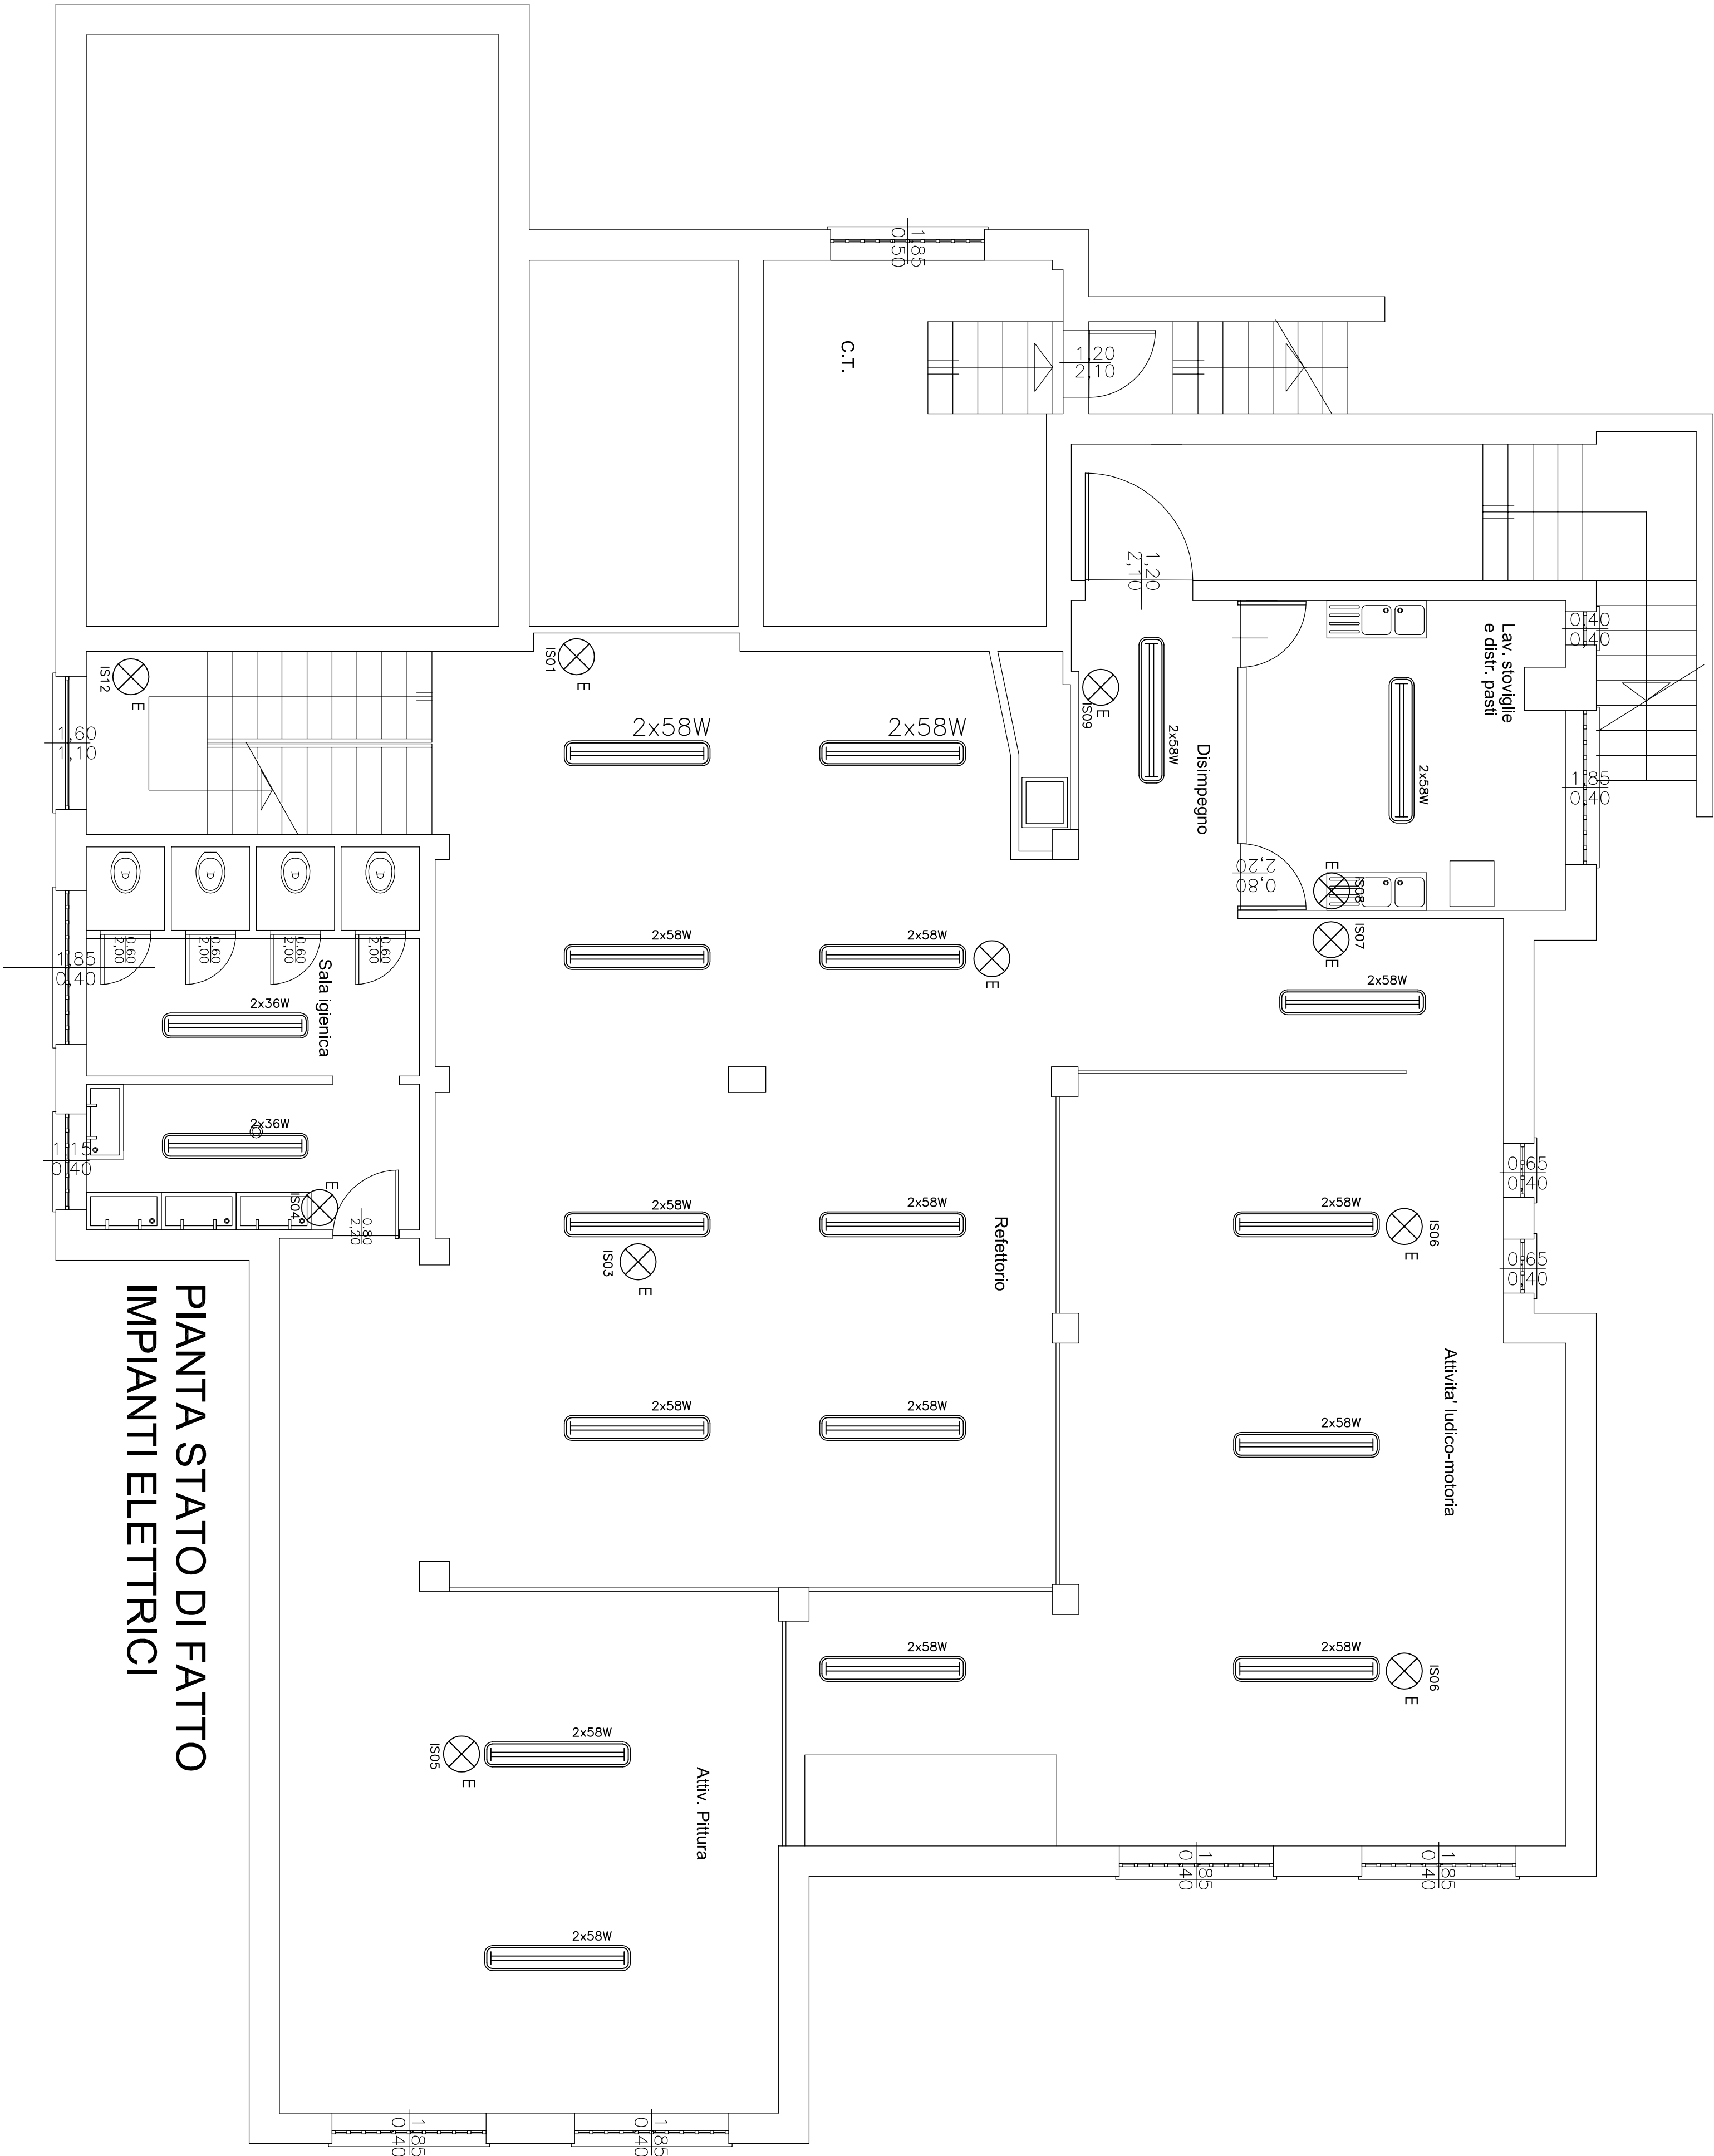 1,85
0,50
C.T.
1,20
2,10
1,20
2,10
Lav. stoviglie
e distr. pasti
0,40
0,40
1,85
0,40
2x58W
Disimpegno
2x58W
IS09
E
IS01
E
IS12
E
1,60
1,10
2x58W
2x58W
0,80
2,20
IS08
E
IS07
E
2x58W
2x58W
2x58W
E
0,60
2,00
0,60
2,00
0,60
2,00
0,60
2,00
1,85
0,40
Sala igienica
2x36W
2x36W
1,15
0,40
IS04
E
0,80
2,20
2x58W
2x58W
IS03
E
Refettorio
2x58W
IS06
E
0,65
0,40
0,65
0,40
Attivita' ludico-motoria
2x58W
2x58W
2x58W
2x58W
2x58W
IS06
E
2x58W
IS05
E
Attiv. Pittura
2x58W
1,85
0,40
1,85
0,40
1,85
0,40
1,85
0,40
PIANTA STATO DI FATTO
IMPIANTI ELETTRICI